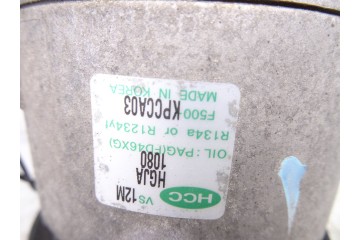 HCC
VS12M
HGJA
1080
OIL : PAG(FD46XG)
R134a or R1234yf
F500 KPCCA03
MADE IN KOREA